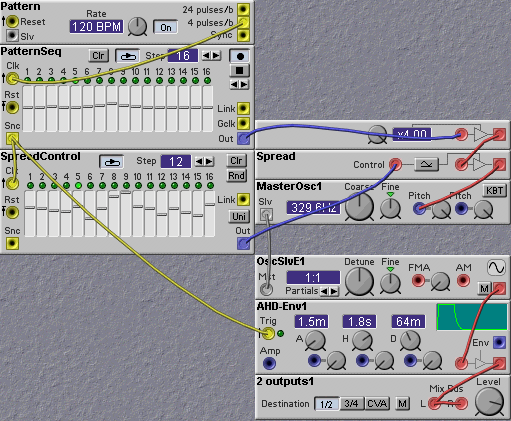 Pattern
Rate
24 pulses/b
Reset
120 BPM
On
4 pulses/b
Slv
Sync
PatternSeq
Clr
Step
16
Clk
1 2 3 4 5 6 7 8 9 10 11 12 13 14 15 16
Rst
Link
Gclk
Snc
Out
x4.00
SpreadControl
Step
12
Clr
Rnd
Clk
1 2 3 4 5 6 7 8 9 10 11 12 13 14 15 16
Rst
Link
Uni
Snc
Out
Spread
Control
MasterOsc1
Coarse
Fine
KBT
Slv
329.6Hz
Pitch
Pitch
OscSlvE1
Detune
Fine
FMA
AM
Mst
1:1
Partials
M
AHD-Env1
Trig
1.5m
1.8s
64m
A
H
D
Env
Amp
2 outputs1
Mix Bus
Level
Destination
1/2
3/4
CVA
M
L
R